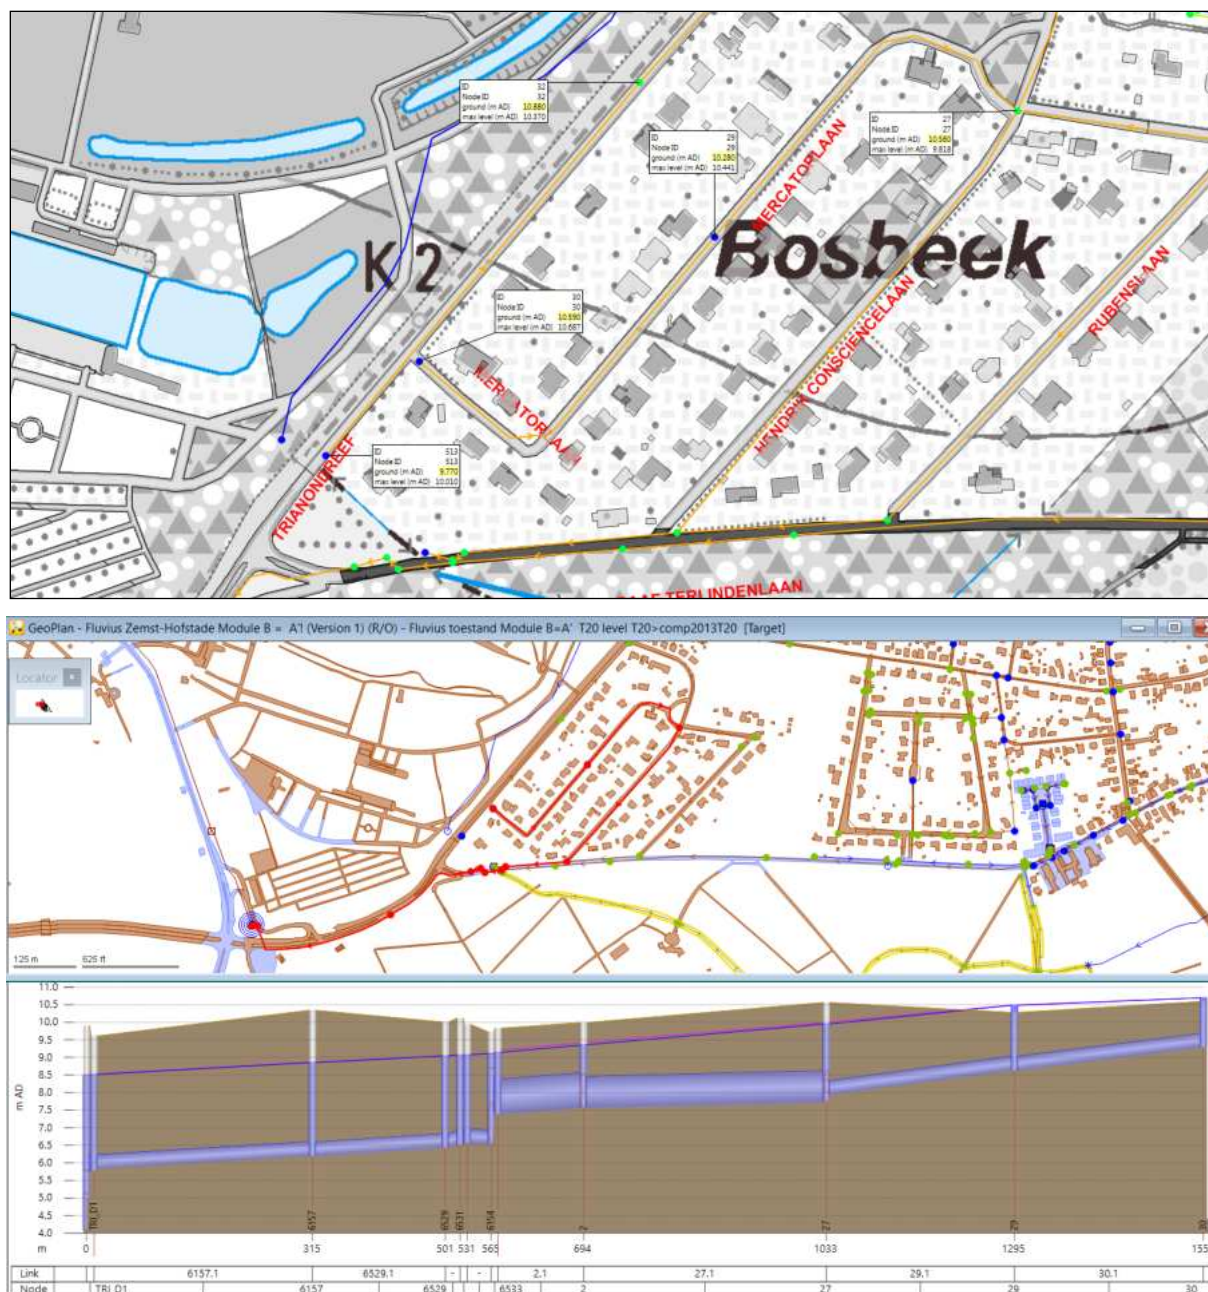 ID 32
Node ID 32
ground (m AD) 10.880
max level (m AD) 10.370
ID 29
Node ID 29
ground (m AD) 10.280
max level (m AD) 10.441
ID 27
Node ID 27
ground (m AD) 10.560
max level (m AD) 9.818
MERCATORLAAN
K 2
Bosbeek
ID 30
Node ID 30
ground (m AD) 10.590
max level (m AD) 10.687
RUBENSLAAN
MERCATORLAAN
HENDRIK CONSCIENCELAAN
ID 513
Node ID 513
ground (m AD) 9.770
max level (m AD) 10.010
TRIANONDREEF
AAF TERLINDENLAAN
GeoPlan - Fluvius Zemst-Hofstade Module B = A'! (Version 1) (R/O) - Fluvius toestand Module B=A' T20 level T20>comp2013T20 [Target]
Locator
125 m 625 ft
11.0
10.5
10.0
9.5
9.0
8.5
8.0
7.5
7.0
6.5
6.0
5.5
5.0
4.5
4.0
m AD
TRI_O1 6157 6529 6531 6154 2 27 29 30
m 0 315 501 531 565 694 1033 1295 155
Link 6157.1 6529.1 - - 2.1 27.1 29.1 30.1
Node TRI_O1 6157 6529 6533 2 27 29 30